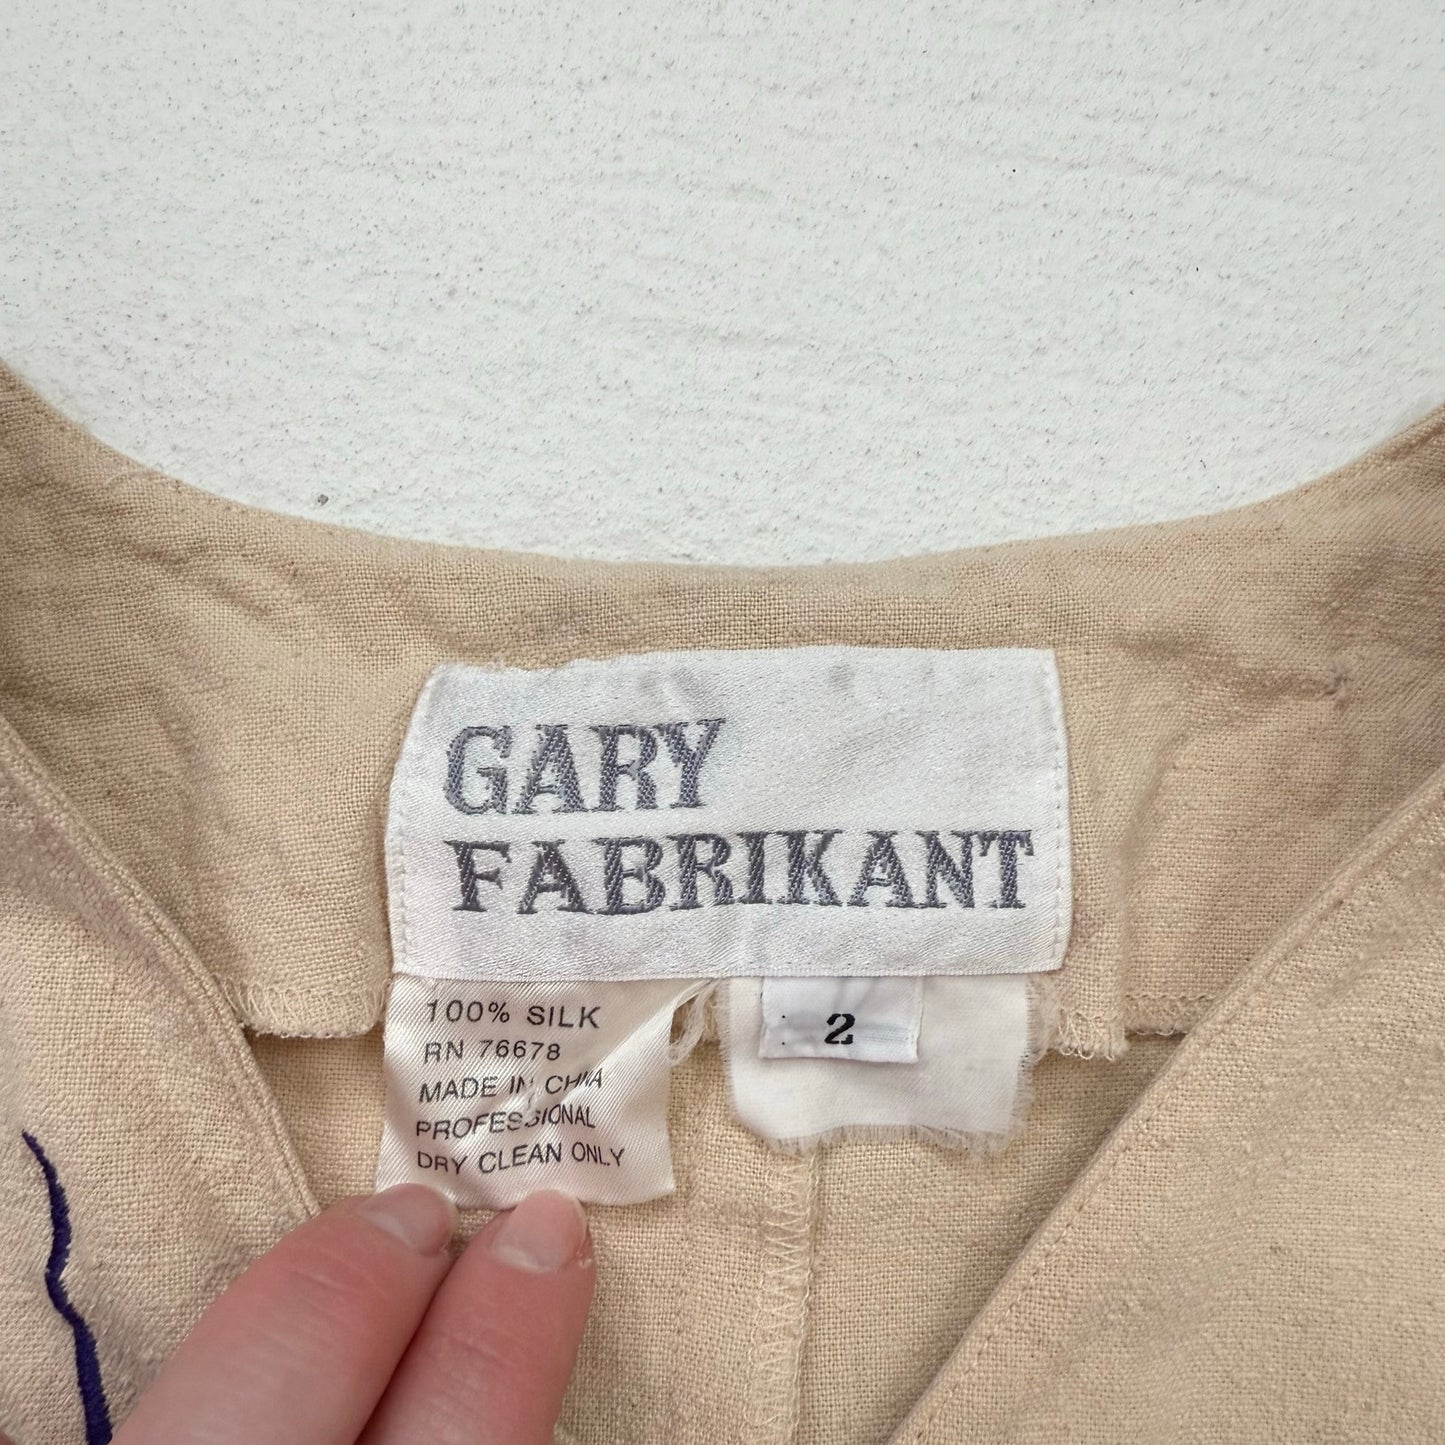 GARY
FABRIKANT
100% SILK
RN 76678
MADE IN CHINA
PROFESSIONAL
DRY CLEAN ONLY
2